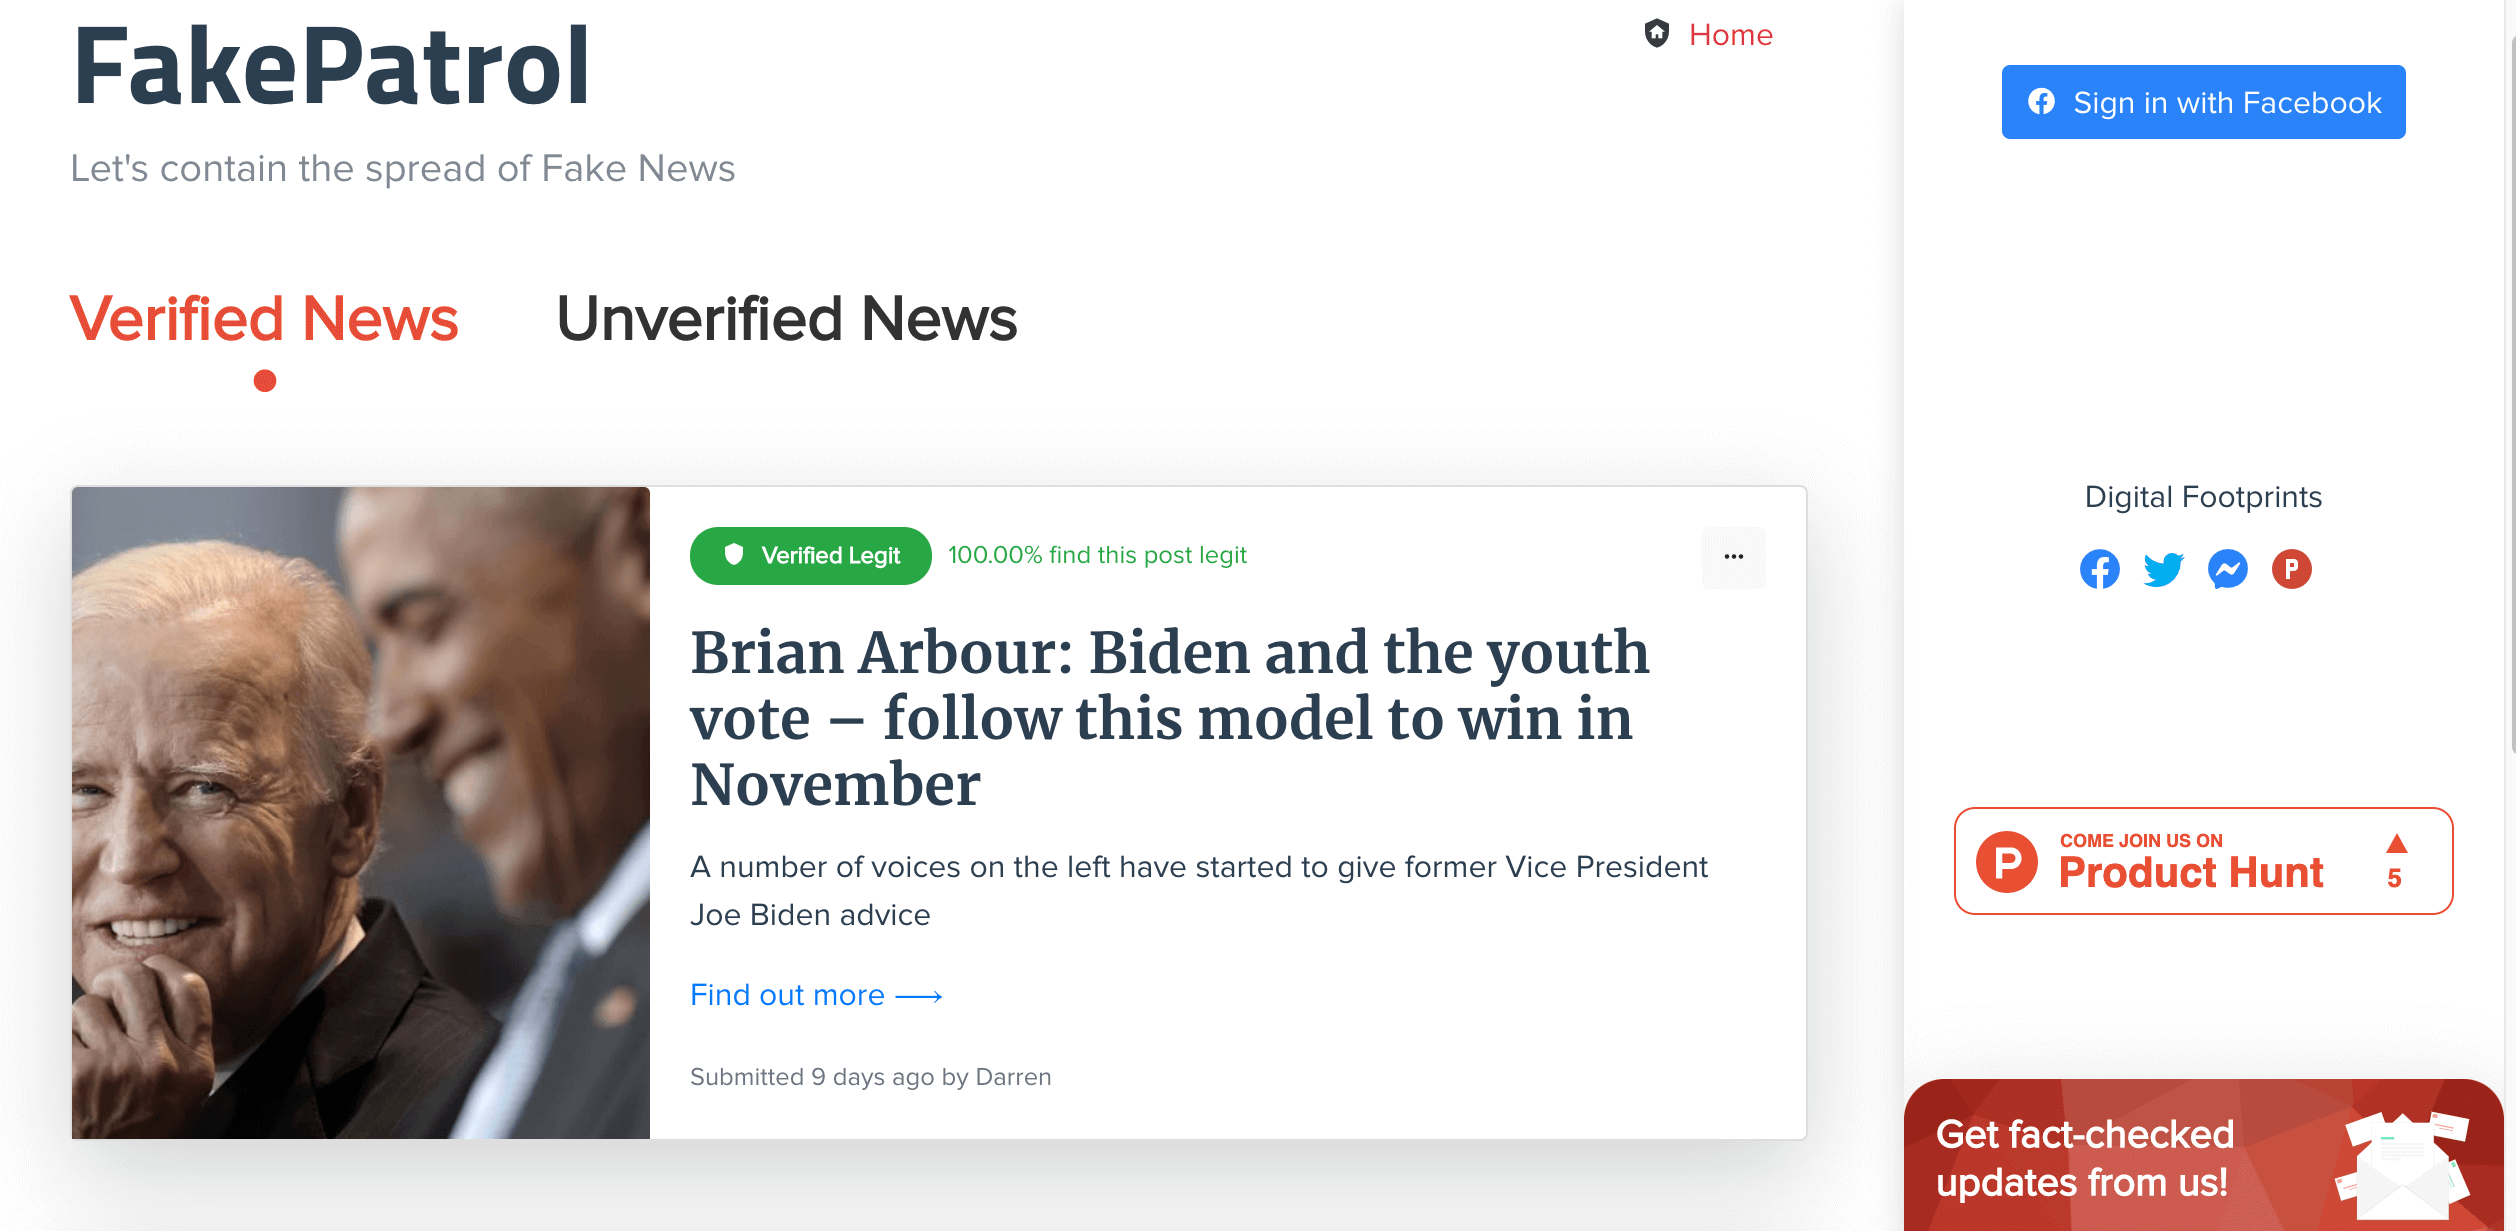 FakePatrol
Home
Let's contain the spread of Fake News
Verified News
Unverified News
Verified Legit
100.00% find this post legit
Brian Arbour: Biden and the youth
vote – follow this model to win in
November
A number of voices on the left have started to give former Vice President
Joe Biden advice
Find out more ⟶
Submitted 9 days ago by Darren
Sign in with Facebook
Digital Footprints
P
P
COME JOIN US ON
Product Hunt
▲
5
Get fact-checked
updates from us!